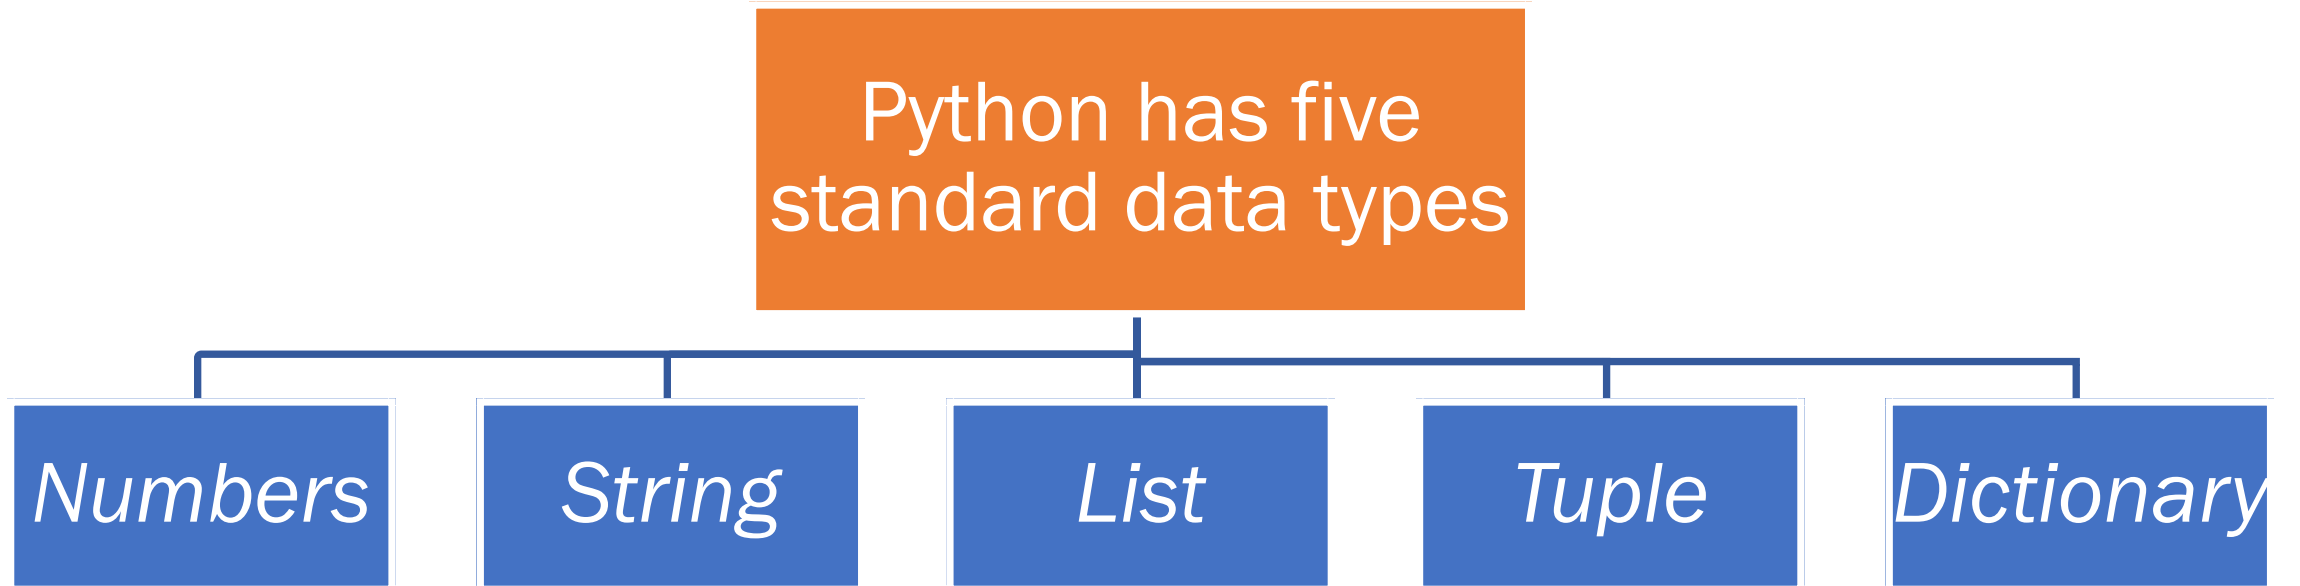 Python has five
standard data types
Numbers
String
List
Tuple
Dictionary